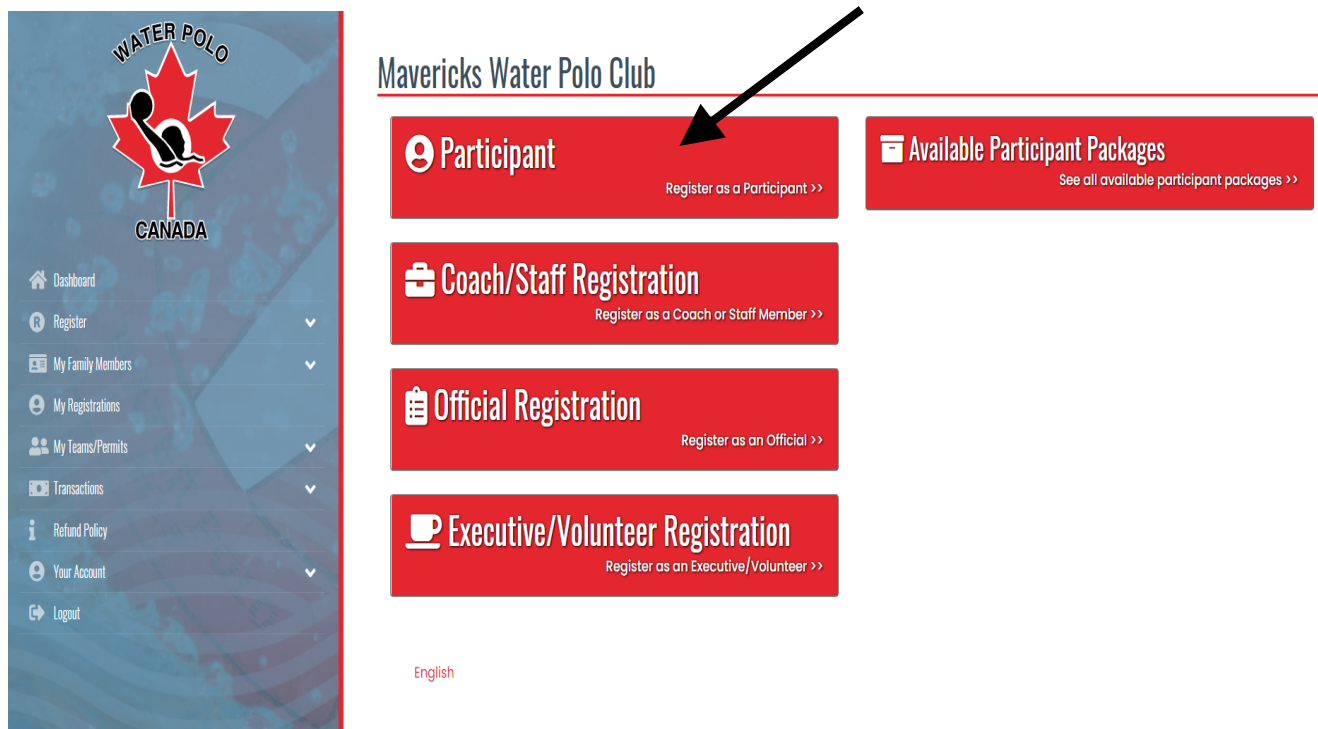 WATER POLO
CANADA
Dashboard
R Register
My Family Members
My Registrations
My Teams/Permits
Transactions
Refund Policy
Your Account
Logout
Mavericks Water Polo Club
Participant
Register as a Participant >>
Available Participant Packages
See all available participant packages >>
Coach/Staff Registration
Register as a Coach or Staff Member >>
Official Registration
Register as an Official >>
Executive/Volunteer Registration
Register as an Executive/Volunteer >>
English